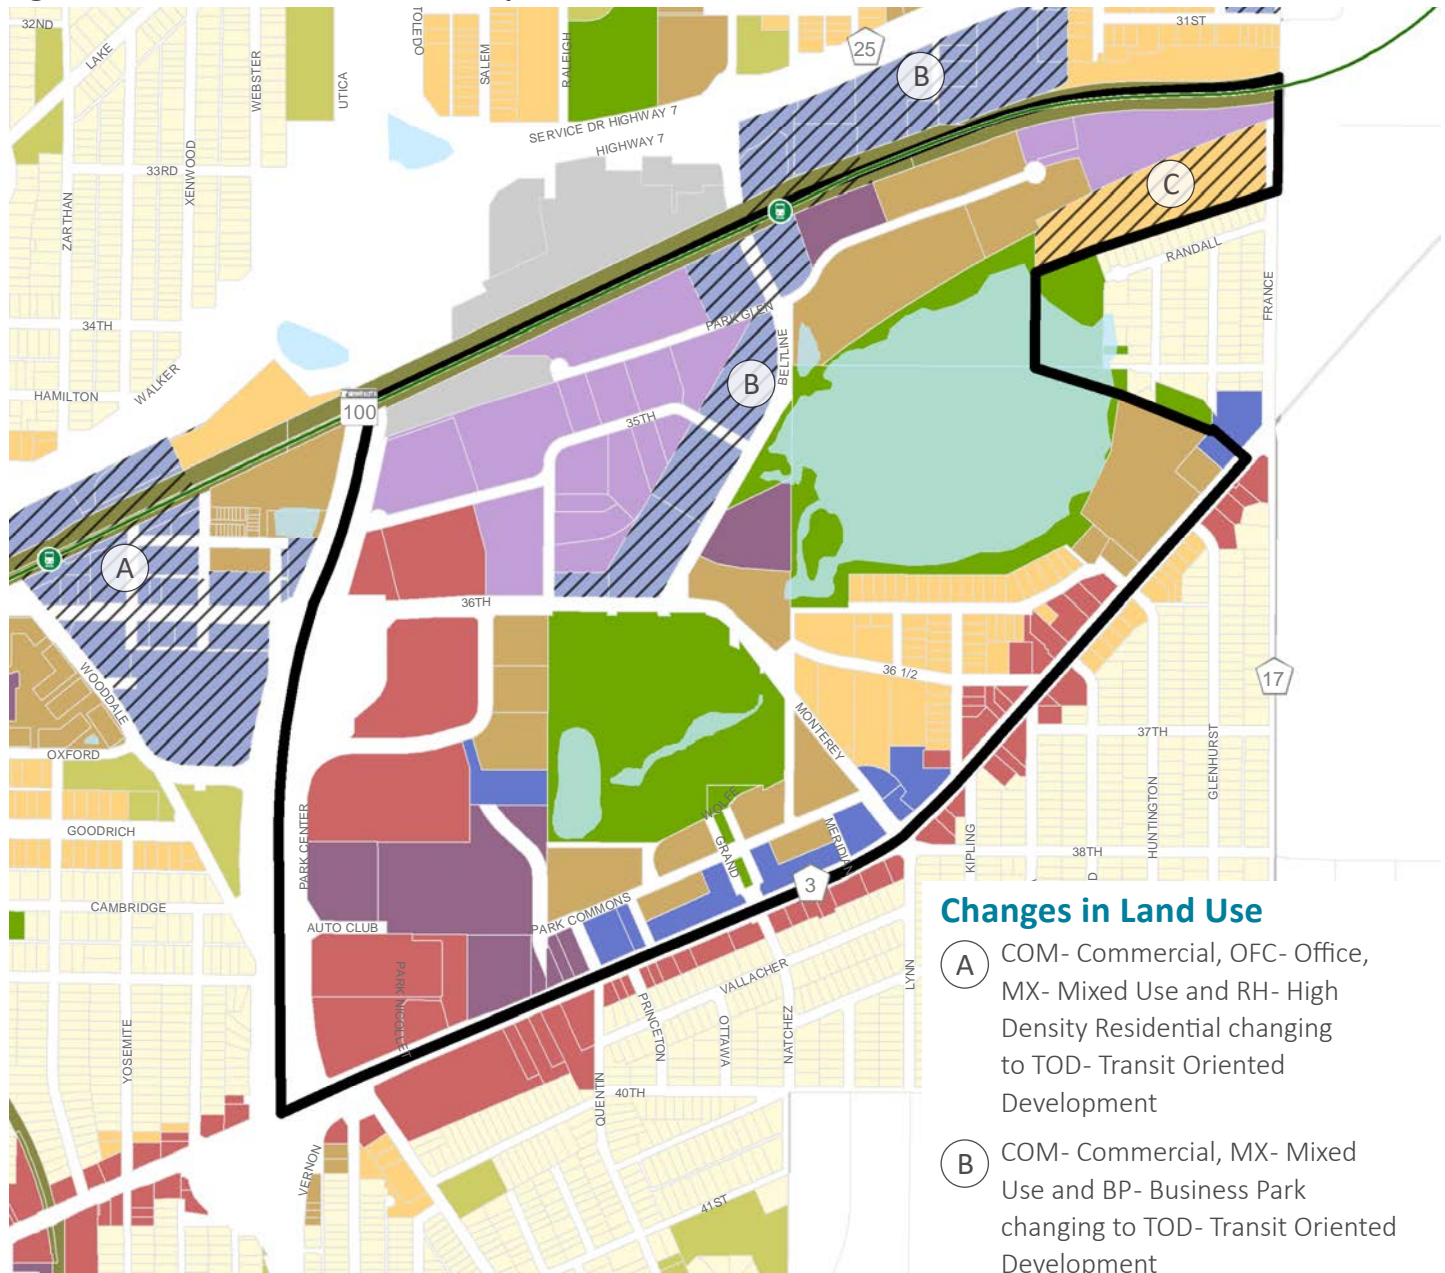 32ND
LAKE
WEBSTER
UTICA
TOLEDO
SALEM
RALEIGH
25
31ST
B
SERVICE DR HIGHWAY 7
HIGHWAY 7
ZARTHAN
33RD
XENWOOD
C
RANDALL
FRANCE
34TH
HAMILTON
WALKER
100
PARK GLEN
BELTLINE
B
35TH
A
36TH
WOODDALE
OXFORD
36 1/2
17
MONTEREY
37TH
GLENHURST
HUNTINGTON
GOODRICH
PARK CENTER
WOLFE
GRAND
MERIDIAN
KIPLING
38TH
D
3
CAMBRIDGE
AUTO CLUB
PARK COMMONS
PARK NICOLLET
VALLACHER
LYNN
PRINCETON
OTTAWA
NATCHEZ
YOSEMITE
QUENTIN
40TH
VERNON
41ST
Changes in Land Use
A
COM- Commercial, OFC- Office,
MX- Mixed Use and RH- High
Density Residential changing
to TOD- Transit Oriented
Development
B
COM- Commercial, MX- Mixed
Use and BP- Business Park
changing to TOD- Transit Oriented
Development